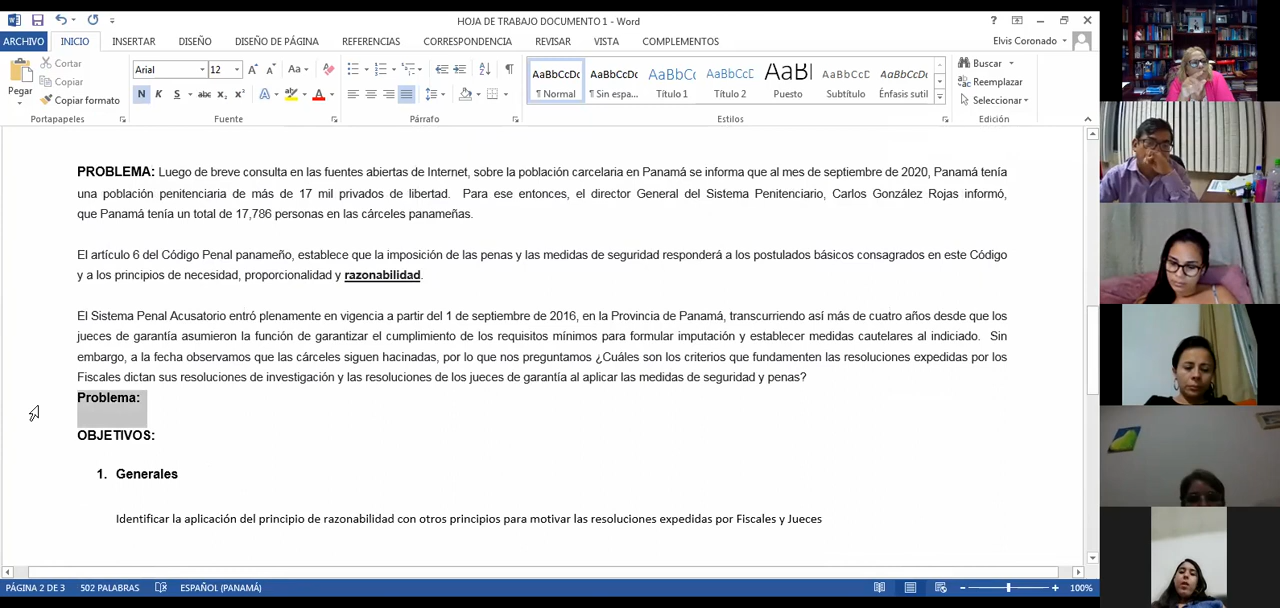 HOJA DE TRABAJO DOCUMENTO 1 - Word
ARCHIVO INICIO INSERTAR DISEÑO DISEÑO DE PÁGINA REFERENCIAS CORRESPONDENCIA REVISAR VISTA COMPLEMENTOS Elvis Coronado
Pegar
Cortar
Copiar
Copiar formato
Portapapeles
Arial 12
N K S abc x₂ x²
Fuente
Párrafo
AaBbCcDc AaBbCcDc AaBbC AaBbCcD AaBbCcD AaBbCcDc
¶ Normal ¶ Sin espa... Título 1 Título 2 Puesto Subtítulo Énfasis sutil
Estilos
Buscar
Reemplazar
Seleccionar
Edición
PROBLEMA: Luego de breve consulta en las fuentes abiertas de Internet, sobre la población carcelaria en Panamá se informa que al mes de septiembre de 2020, Panamá tenía
una población penitenciaria de más de 17 mil privados de libertad. Para ese entonces, el director General del Sistema Penitenciario, Carlos González Rojas informó,
que Panamá tenía un total de 17,786 personas en las cárceles panameñas.
El artículo 6 del Código Penal panameño, establece que la imposición de las penas y las medidas de seguridad responderá a los postulados básicos consagrados en este Código
y a los principios de necesidad, proporcionalidad y razonabilidad.
El Sistema Penal Acusatorio entró plenamente en vigencia a partir del 1 de septiembre de 2016, en la Provincia de Panamá, transcurriendo así más de cuatro años desde que los
jueces de garantía asumieron la función de garantizar el cumplimiento de los requisitos mínimos para formular imputación y establecer medidas cautelares al indiciado. Sin
embargo, a la fecha observamos que las cárceles siguen hacinadas, por lo que nos preguntamos ¿Cuáles son los criterios que fundamenten las resoluciones expedidas por los
Fiscales dictan sus resoluciones de investigación y las resoluciones de los jueces de garantía al aplicar las medidas de seguridad y penas?
Problema:
OBJETIVOS:
1. Generales
Identificar la aplicación del principio de razonabilidad con otros principios para motivar las resoluciones expedidas por Fiscales y Jueces
PÁGINA 2 DE 3 502 PALABRAS ESPAÑOL (PANAMÁ) 100%